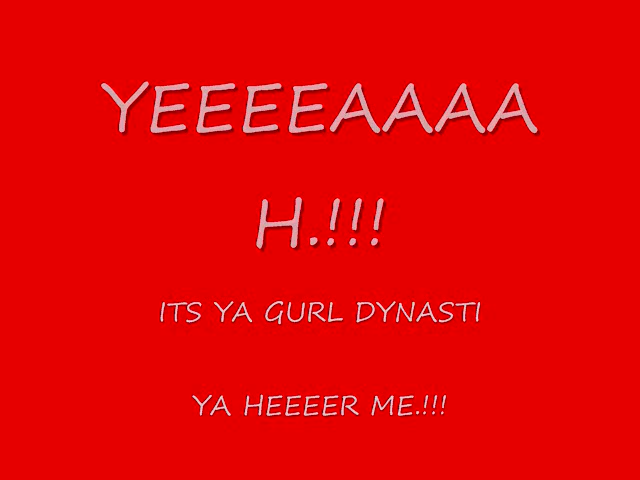 YEEEEAAAA
H.!!!
ITS YA GURL DYNASTI
YA HEEEER ME.!!!